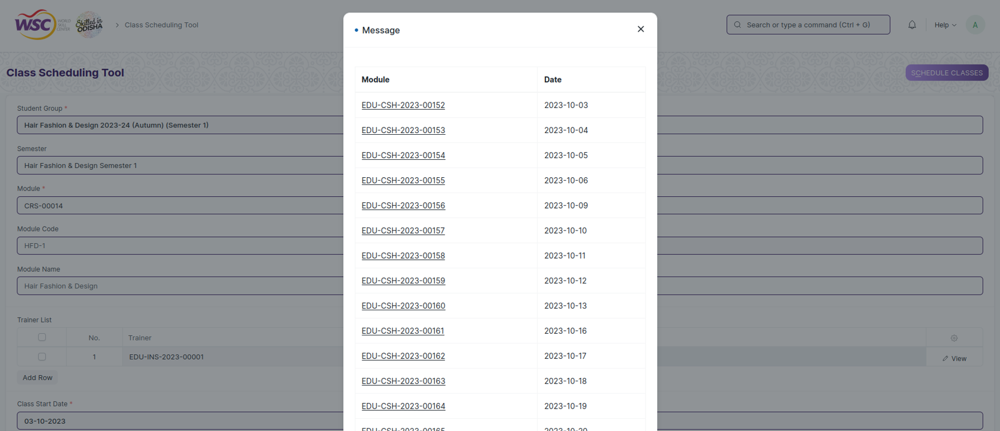 WSC WORLD SKILL CENTER Skilled in ODISHA > Class Scheduling Tool
Search or type a command (Ctrl + G)
Help
A
Class Scheduling Tool
SCHEDULE CLASSES
Student Group *
Hair Fashion & Design 2023-24 (Autumn) (Semester 1)
Semester
Hair Fashion & Design Semester 1
Module *
CRS-00014
Module Code
HFD-1
Module Name
Hair Fashion & Design
Trainer List
No. Trainer
1 EDU-INS-2023-00001 View
Add Row
Class Start Date *
03-10-2023
Message
Module Date
EDU-CSH-2023-00152 2023-10-03
EDU-CSH-2023-00153 2023-10-04
EDU-CSH-2023-00154 2023-10-05
EDU-CSH-2023-00155 2023-10-06
EDU-CSH-2023-00156 2023-10-09
EDU-CSH-2023-00157 2023-10-10
EDU-CSH-2023-00158 2023-10-11
EDU-CSH-2023-00159 2023-10-12
EDU-CSH-2023-00160 2023-10-13
EDU-CSH-2023-00161 2023-10-16
EDU-CSH-2023-00162 2023-10-17
EDU-CSH-2023-00163 2023-10-18
EDU-CSH-2023-00164 2023-10-19
EDU-CSH-2023-00165 2023-10-20